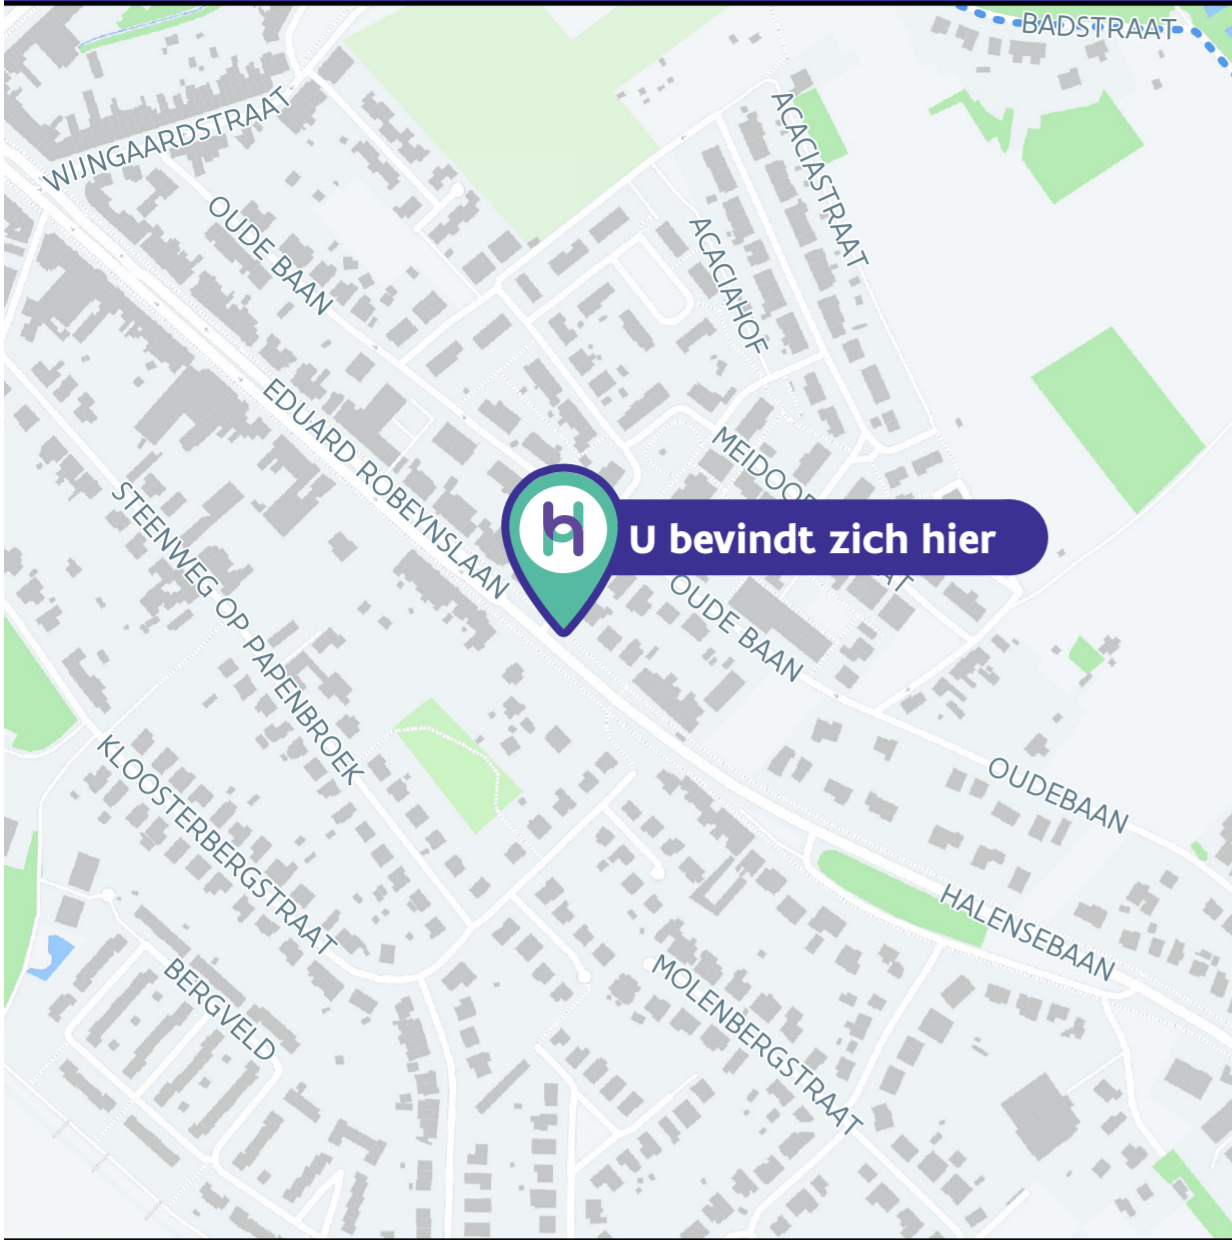 BADSTRAAT
WIJNGAARDSTRAAT
ACACIASTRAAT
OUDE BAAN
ACACIAHOF
EDUARD ROBEYNSLAAN
STEENWEG OP PAPENBROEK
U bevindt zich hier
OUDE BAAN
KLOOSTERBERGSTRAAT
OUDEBAAN
HALENSEBAAN
BERGVELD
MOLENBERGSTRAAT